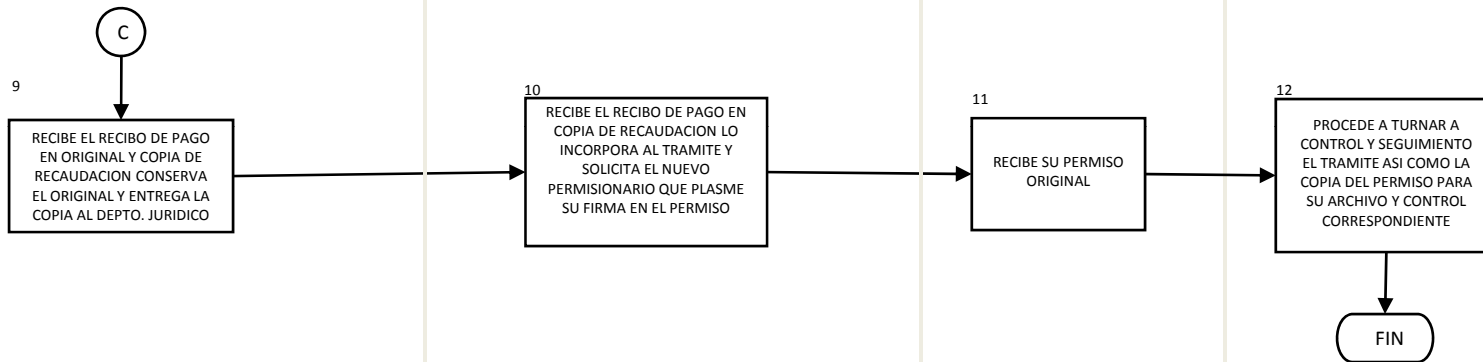 C
9
RECIBE EL RECIBO DE PAGO
EN ORIGINAL Y COPIA DE
RECAUDACION CONSERVA
EL ORIGINAL Y ENTREGA LA
COPIA AL DEPTO. JURIDICO
10
RECIBE EL RECIBO DE PAGO EN
COPIA DE RECAUDACION LO
INCORPORA AL TRAMITE Y
SOLICITA EL NUEVO
PERMISIONARIO QUE PLASME
SU FIRMA EN EL PERMISO
11
RECIBE SU PERMISO
ORIGINAL
12
PROCEDE A TURNAR A
CONTROL Y SEGUIMIENTO
EL TRAMITE ASI COMO LA
COPIA DEL PERMISO PARA
SU ARCHIVO Y CONTROL
CORRESPONDIENTE
FIN